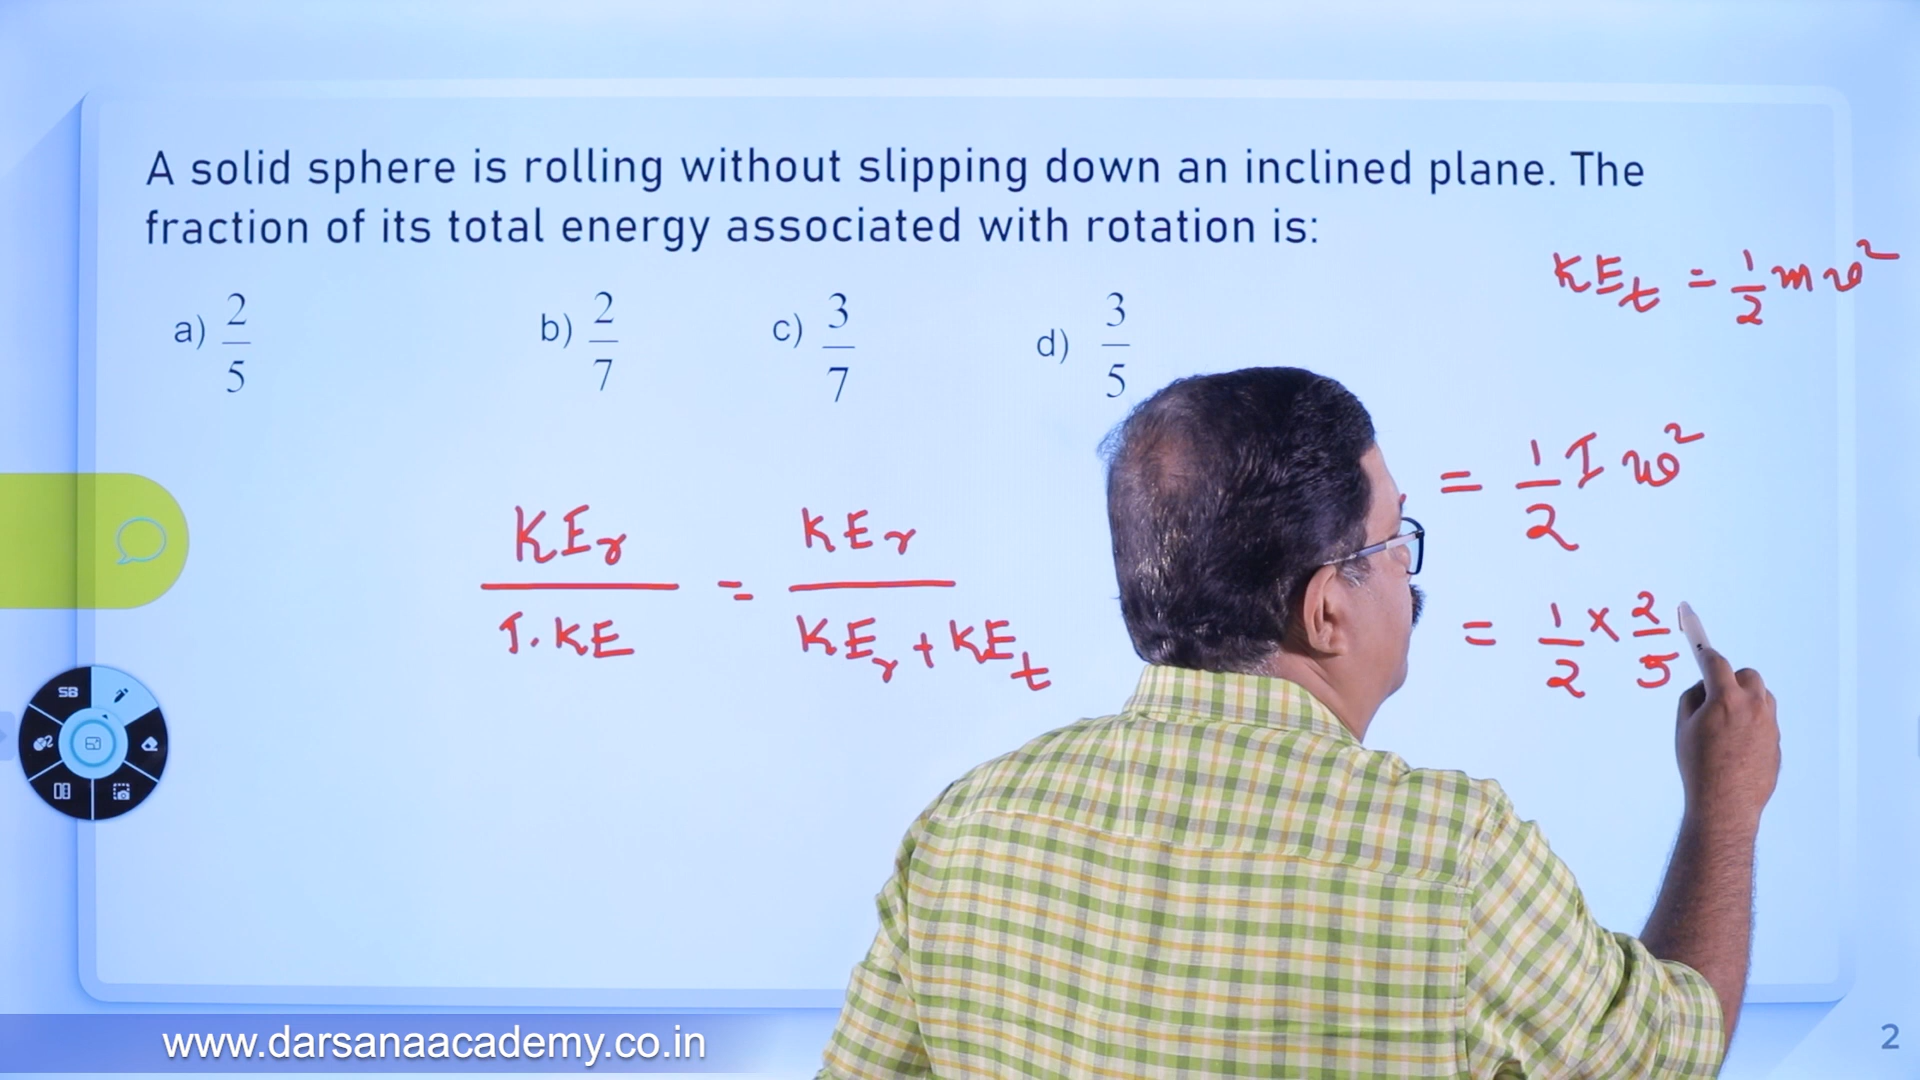 A solid sphere is rolling without slipping down an inclined plane. The
fraction of its total energy associated with rotation is:
a) 2/5 b) 2/7 c) 3/7 d) 3/5
KEₜ = 1/2 mv²
= 1/2 I ω²
KEᵣ / T.KE = KEᵣ / KEᵣ + KEₜ
= 1/2 × 2/5
SB
www.darsanaacademy.co.in
2